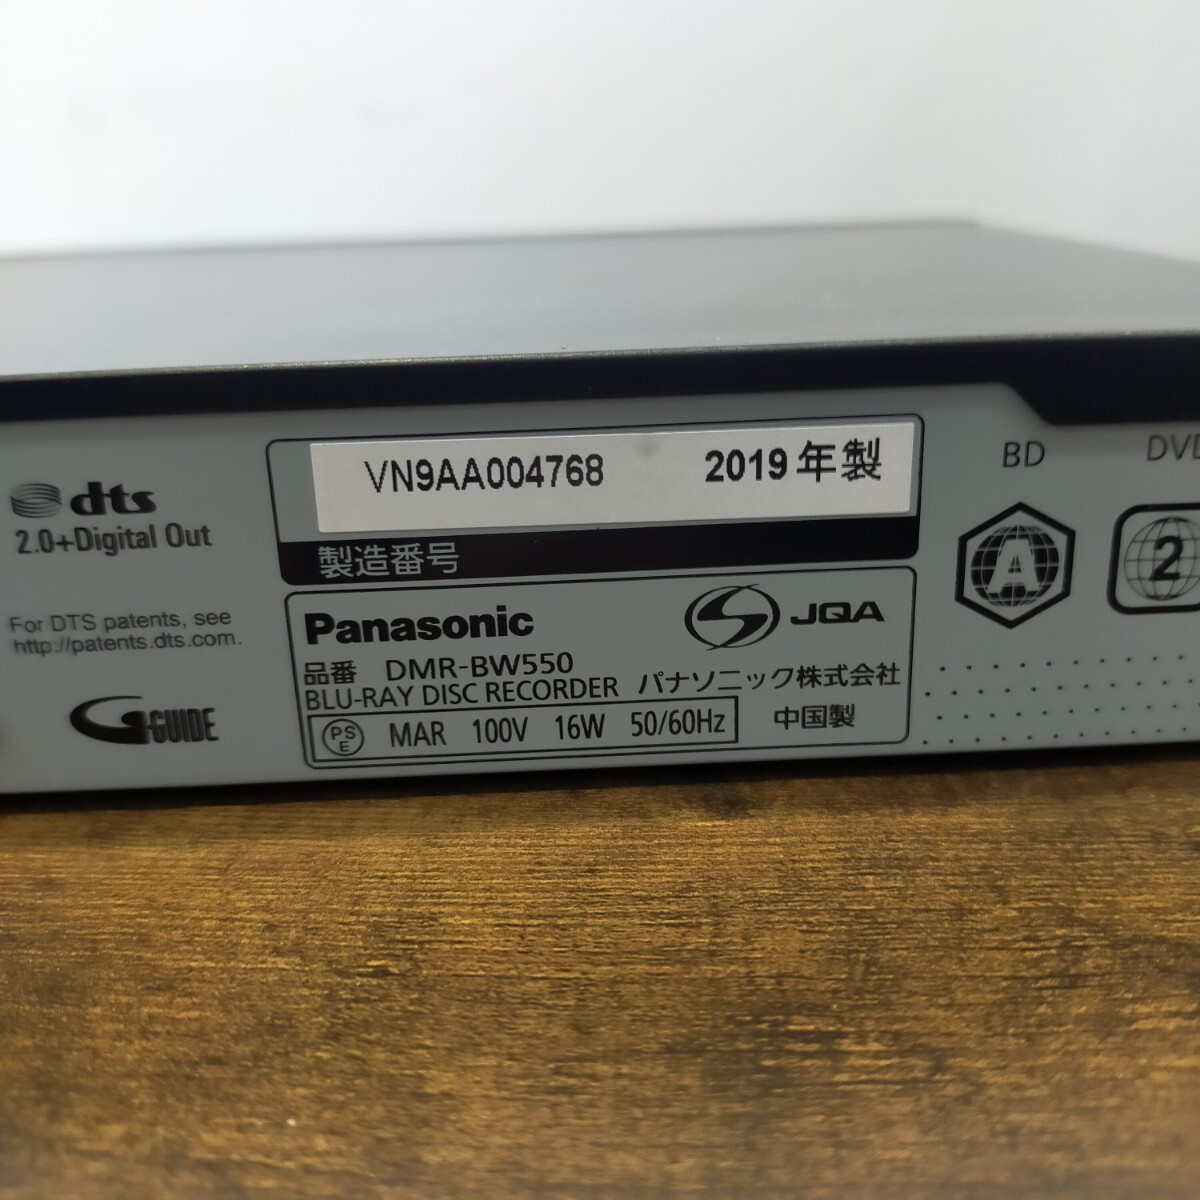 dts
2.0+Digital Out
For DTS patents, see
http://patents.dts.com.
G-GUIDE
VN9AA004768 2019年製
製造番号
Panasonic
JQA
品番 DMR-BW550
BLU-RAY DISC RECORDER パナソニック株式会社
PSE MAR 100V 16W 50/60Hz 中国製
BD
A
DVD
2